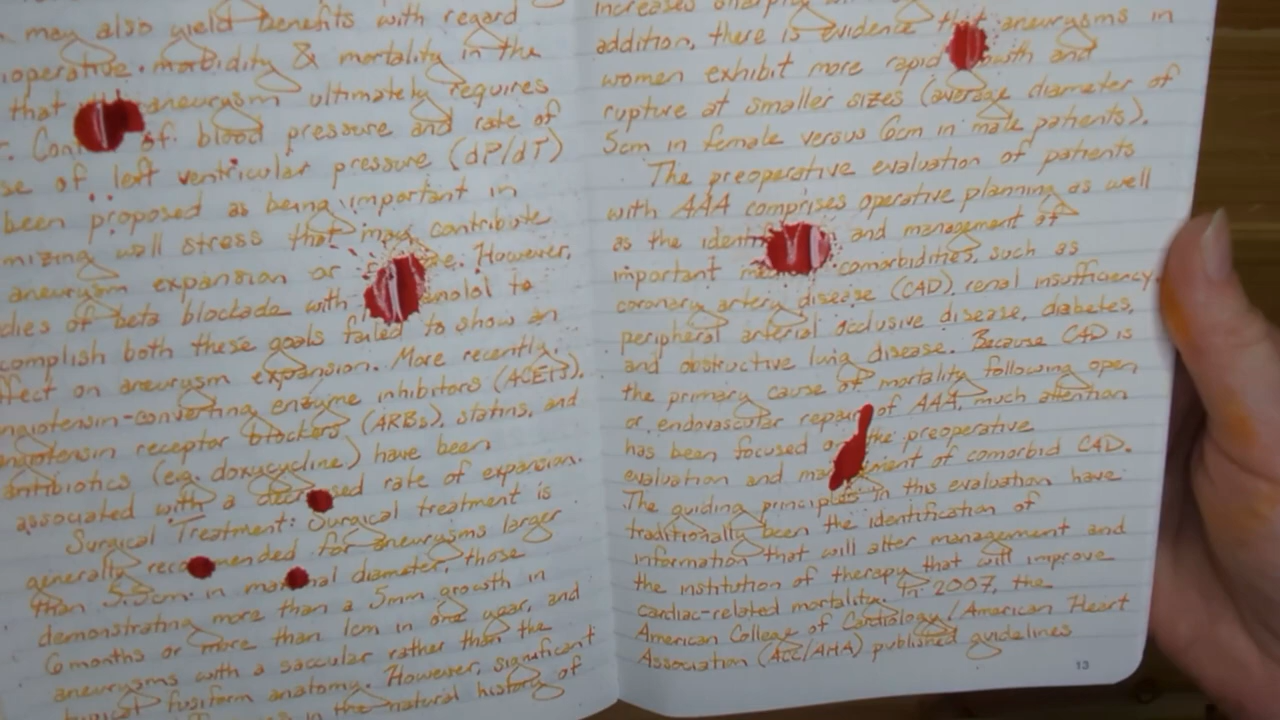 may also yield benefits with regard
operative. morbidity & mortality in the
that aneurysm ultimately requires
of. blood pressure and rate of
se of left ventricular pressure (dP/dT)
been proposed as being important in
mizing wall stress that may contribute
aneurysm expansion or However,
dies of beta blockade with anolol to
complish both these goals failed to show an
ffect on aneurysm expansion. More recently,
ngiotensin-converting enzyme inhibitors (ACEIs),
angiotensin receptor blockers (ARBs), statins, and
antibiotics (e.g. doxycycline) have been
associated with a decreased rate of expansion.
Surgical Treatment: Surgical treatment is
generally recommended for aneurysms larger
than 5.5cm. in maximal diameter, those
demonstrating more than a 5mm growth in
6 months or more than 1cm in one year, and
aneurysms with a saccular rather than the
typical fusiform anatomy. However, significant
in the natural history of
increases sharply
addition, there is evidence that aneurysms in
women exhibit more rapid growth and
rupture at smaller sizes (average diameter of
5cm in female versus 6cm in male patients).
The preoperative evaluation of patients
with AAA comprises operative planning as well
as the and management of
important comorbidities, such as
coronary artery disease (CAD), renal insufficiency,
peripheral arterial occlusive disease, diabetes,
and obstructive lung disease. Because CAD is
the primary cause of mortality following open
or endovascular repair of AAA, much attention
has been focused on the preoperative
evaluation and management of comorbid CAD.
The guiding principles in this evaluation have
traditionally been the identification of
information that will alter management and
the institution of therapy that will improve
cardiac-related mortality. In 2007, the
American College of Cardiology/American Heart
Association (ACC/AHA) published guidelines
13